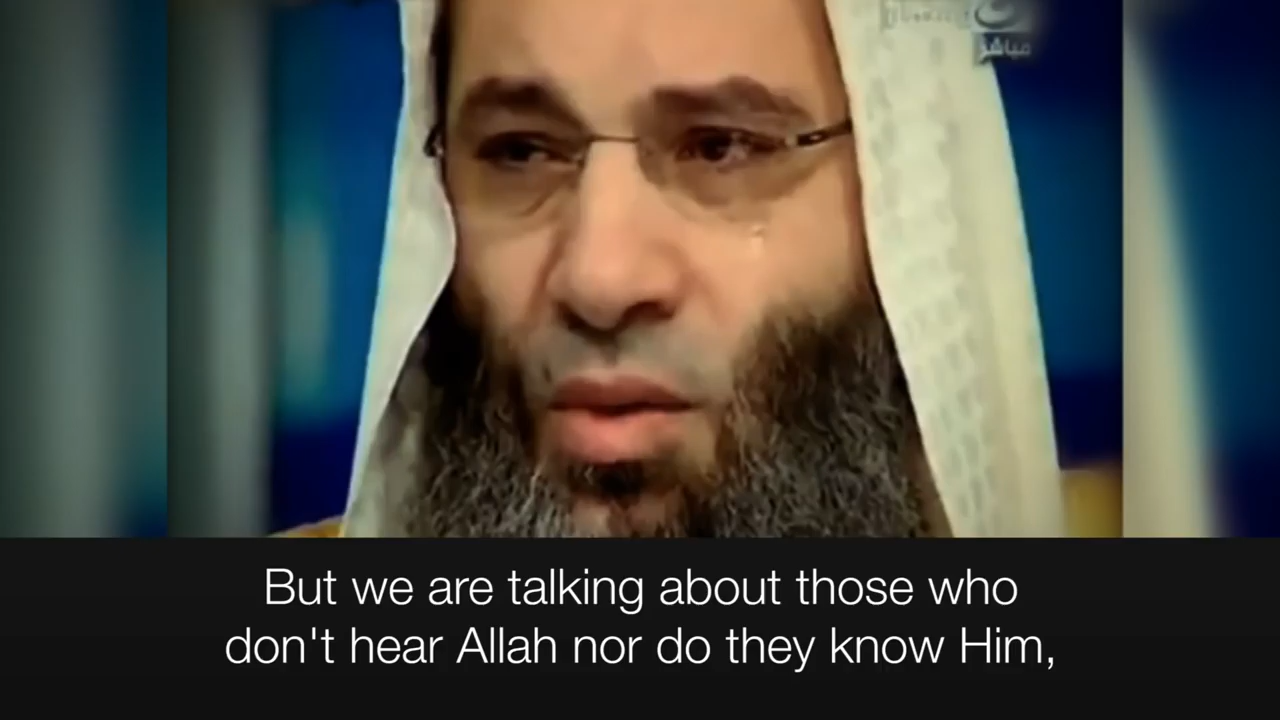 مباشر
But we are talking about those who
don't hear Allah nor do they know Him,